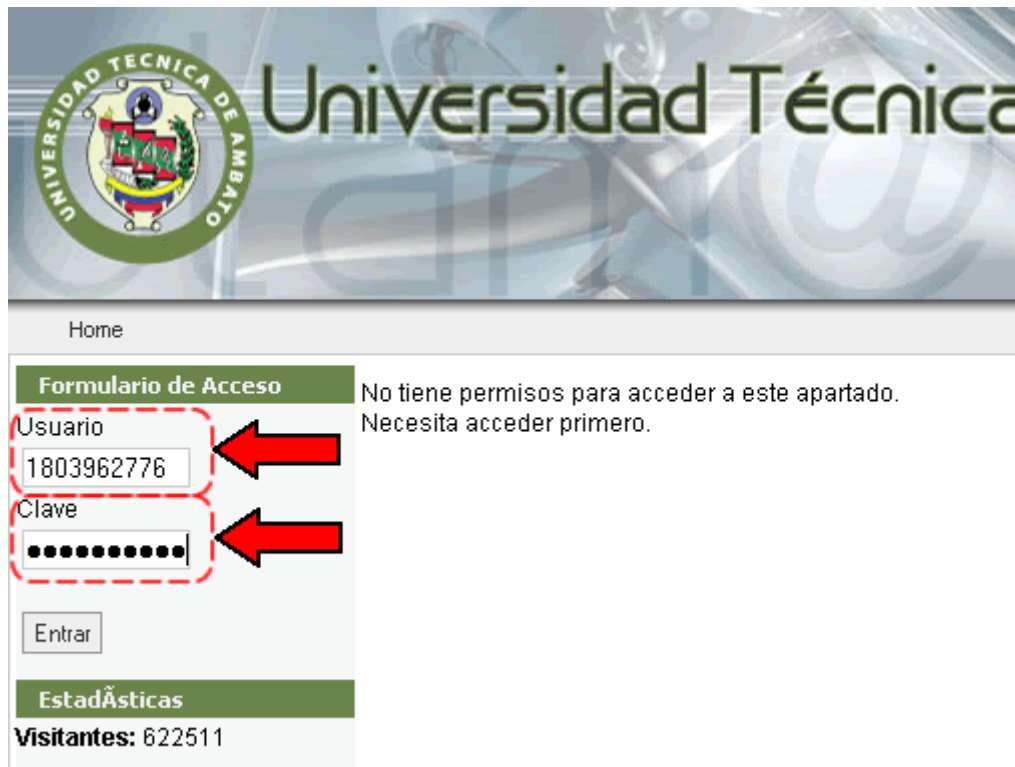 UNIVERSIDAD TECNICA DE AMBATO
Universidad Técnica
Home
Formulario de Acceso
No tiene permisos para acceder a este apartado.
Necesita acceder primero.
Usuario
1803962776
Clave
●●●●●●●●●●
Entrar
EstadÃsticas
Visitantes: 622511